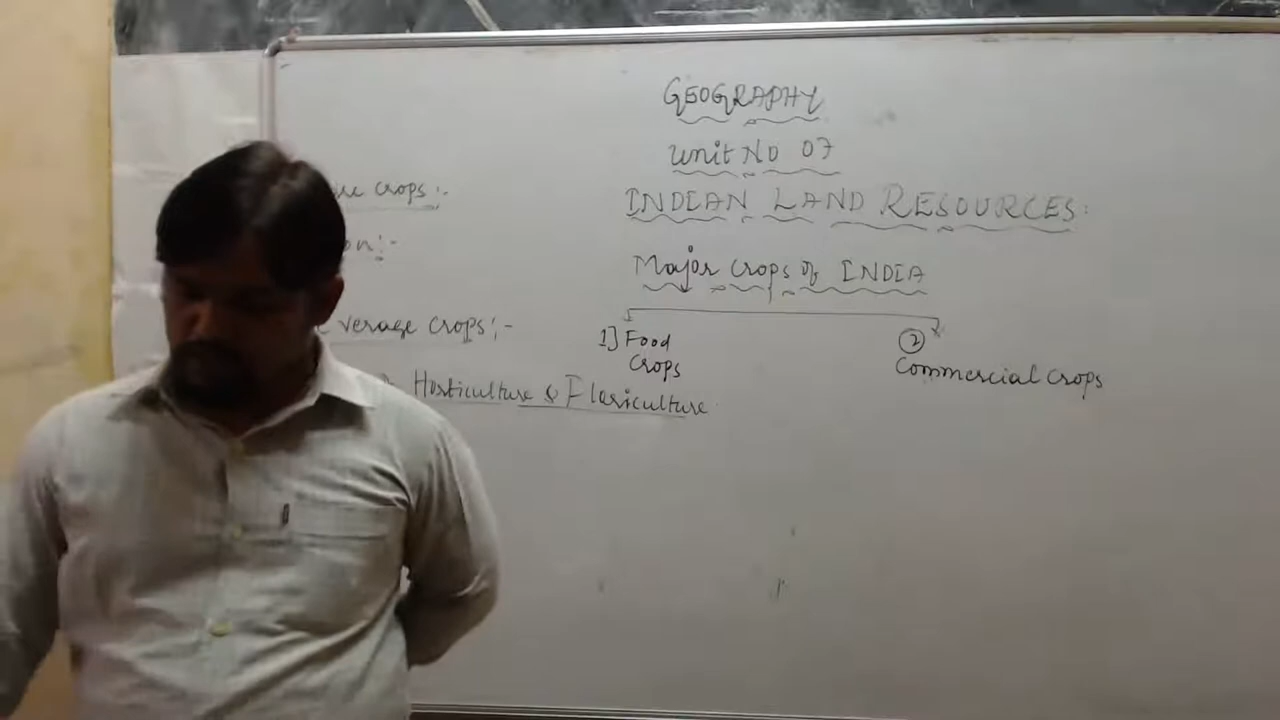 GEOGRAPHY
Unit No 07
INDIAN LAND RESOURCES:
Major crops of INDIA
1] Food
Crops
②
Commercial crops
crops :-
verage crops :-
Horticulture & Floriculture